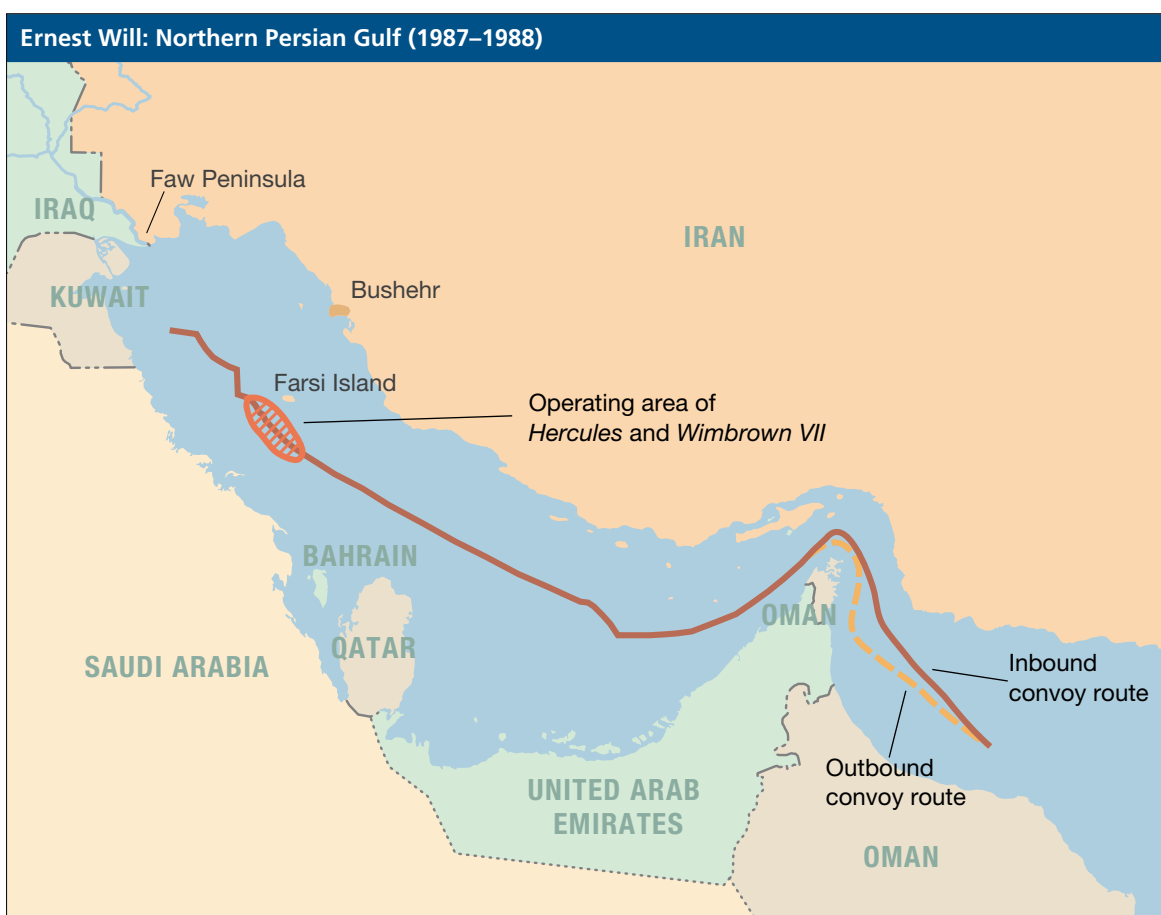 Ernest Will: Northern Persian Gulf (1987–1988)
Faw Peninsula
IRAQ
IRAN
KUWAIT
Bushehr
Farsi Island
Operating area of
Hercules and Wimbrown VII
BAHRAIN
OMAN
QATAR
SAUDI ARABIA
Inbound
convoy route
Outbound
convoy route
UNITED ARAB
EMIRATES
OMAN